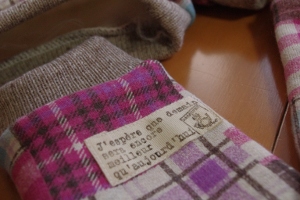 J'espère que demain
sera encore
meilleur
qu'aujourd'hui